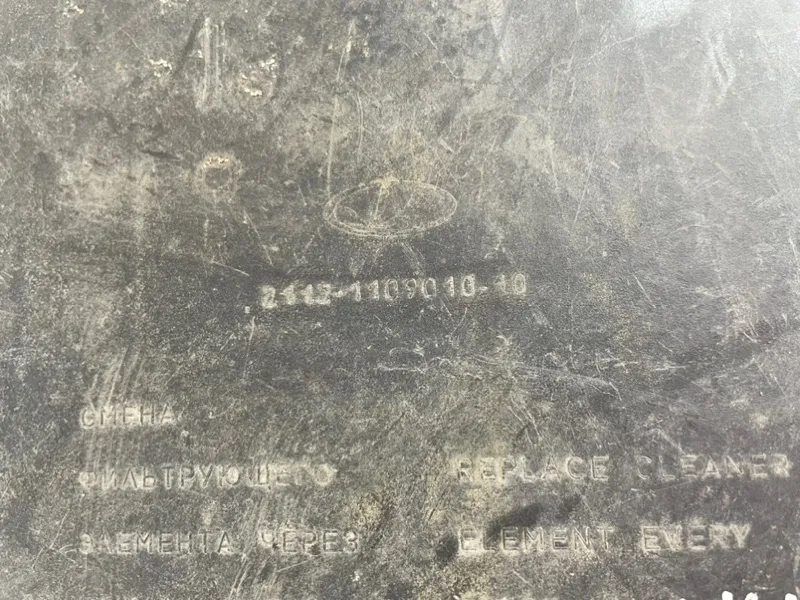 2112-1109010-10
СМЕНА
ФИЛЬТРУЮЩЕГО
ЭЛЕМЕНТА ЧЕРЕЗ
REPLACE CLEANER
ELEMENT EVERY